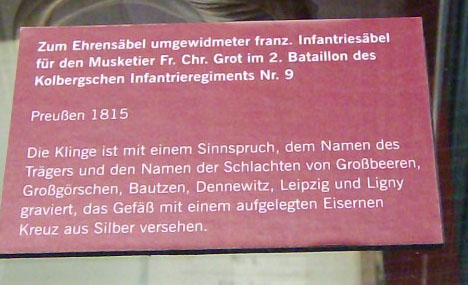 Zum Ehrensäbel umgewidmeter franz. Infantriesäbel
für den Musketier Fr. Chr. Grot im 2. Bataillon des
Kolbergschen Infantrieregiments Nr. 9
Preußen 1815
Die Klinge ist mit einem Sinnspruch, dem Namen des
Trägers und den Namen der Schlachten von Großbeeren,
Großgörschen, Bautzen, Dennewitz, Leipzig und Ligny
graviert, das Gefäß mit einem aufgelegten Eisernen
Kreuz aus Silber versehen.